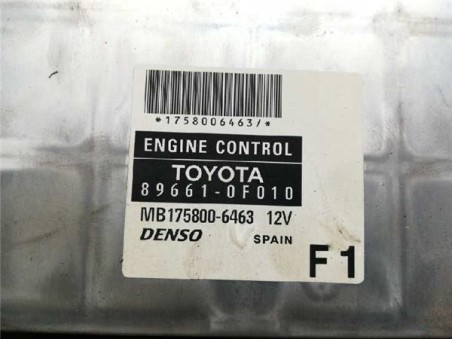 *1758006463/*
ENGINE CONTROL
TOYOTA
89661-0F010
MB175800-6463 12V
DENSO SPAIN
F1